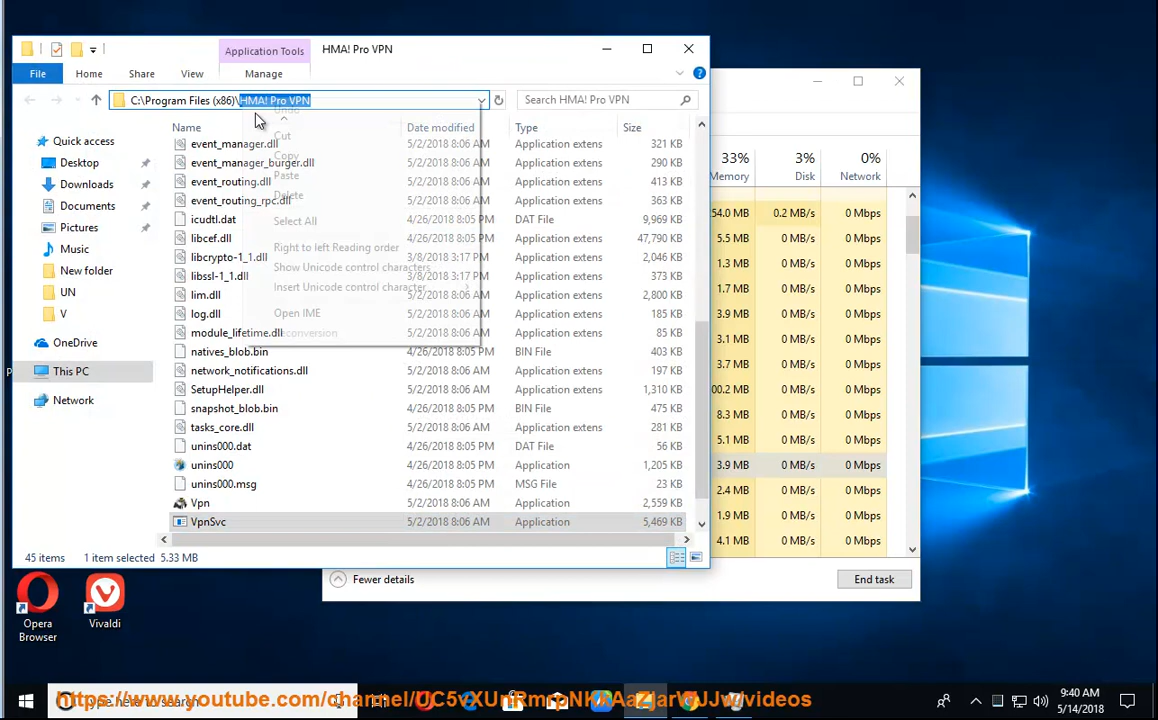 Application Tools
HMA! Pro VPN
File
Home
Share
View
Manage
C:\Program Files (x86)\HMA! Pro VPN
Search HMA! Pro VPN
Undo
Cut
Copy
Paste
Delete
Select All
Right to left Reading order
Show Unicode control characters
Insert Unicode control character
Open IME
Quick access
Desktop
Downloads
Documents
Pictures
Music
New folder
UN
V
OneDrive
This PC
Network
Name Date modified Type Size
event_manager.dll 5/2/2018 8:06 AM Application extens 321 KB
event_manager_burger.dll 5/2/2018 8:06 AM Application extens 290 KB
event_routing.dll 5/2/2018 8:06 AM Application extens 413 KB
event_routing_rpc.dll 5/2/2018 8:06 AM Application extens 363 KB
icudtl.dat 4/26/2018 8:05 PM DAT File 9,969 KB
libcef.dll 4/26/2018 8:05 PM Application extens 47,790 KB
libcrypto-1_1.dll 3/8/2018 3:17 PM Application extens 2,046 KB
libssl-1_1.dll 3/8/2018 3:17 PM Application extens 373 KB
lim.dll 5/2/2018 8:06 AM Application extens 2,800 KB
log.dll 5/2/2018 8:06 AM Application extens 185 KB
module_lifetime.dll 5/2/2018 8:06 AM Application extens 85 KB
natives_blob.bin 4/26/2018 8:05 PM BIN File 403 KB
network_notifications.dll 5/2/2018 8:06 AM Application extens 197 KB
SetupHelper.dll 5/2/2018 8:06 AM Application extens 1,310 KB
snapshot_blob.bin 4/26/2018 8:05 PM BIN File 475 KB
tasks_core.dll 5/2/2018 8:06 AM Application extens 281 KB
unins000.dat 4/26/2018 8:05 PM DAT File 56 KB
unins000 4/26/2018 8:05 PM Application 1,205 KB
unins000.msg 4/26/2018 8:05 PM MSG File 23 KB
Vpn 5/2/2018 8:06 AM Application 2,559 KB
VpnSvc 5/2/2018 8:06 AM Application 5,469 KB
45 items 1 item selected 5.33 MB
33% 3% 0%
Memory Disk Network
0.2 MB/s 0 Mbps
5.5 MB 0 MB/s 0 Mbps
1.3 MB 0 MB/s 0 Mbps
1.7 MB 0 MB/s 0 Mbps
3.9 MB 0 MB/s 0 Mbps
3.1 MB 0 MB/s 0 Mbps
3.7 MB 0 MB/s 0 Mbps
0 MB/s 0 Mbps
8.3 MB 0 MB/s 0 Mbps
5.1 MB 0 MB/s 0 Mbps
3.9 MB 0 MB/s 0 Mbps
2.4 MB 0 MB/s 0 Mbps
1.9 MB 0 MB/s 0 Mbps
4.1 MB 0 MB/s 0 Mbps
Fewer details
End task
Opera Browser
Vivaldi
Type here to search
9:40 AM
5/14/2018